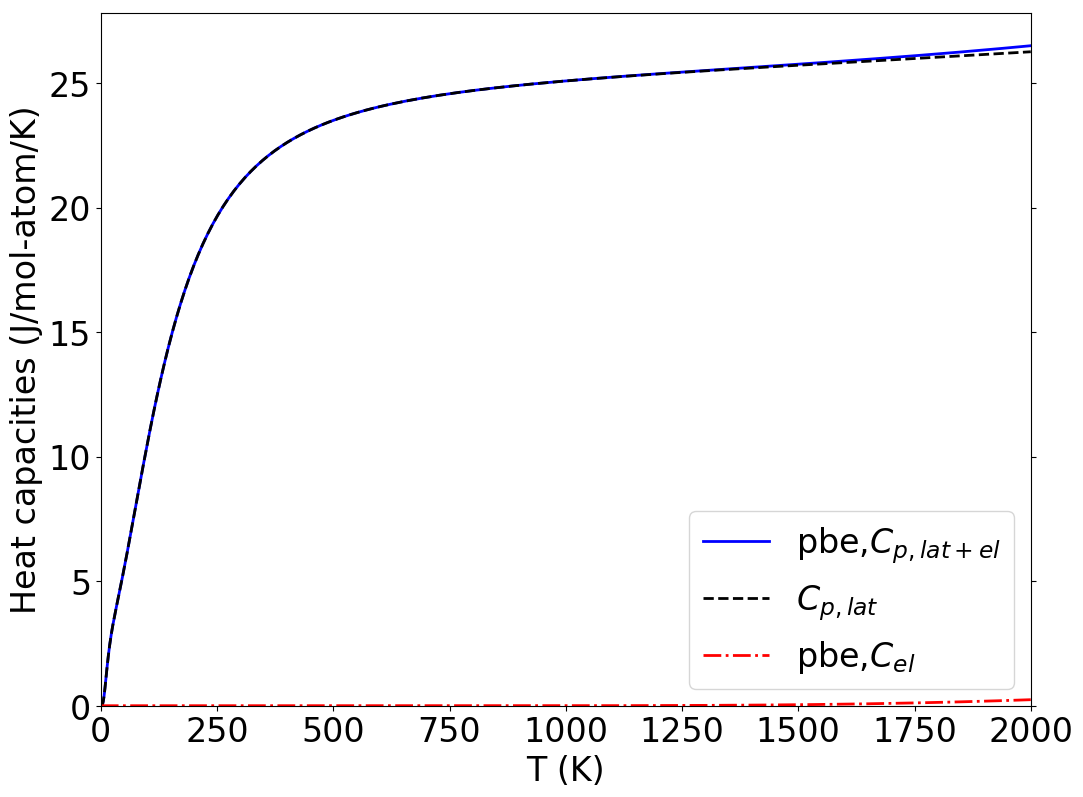 25
20
15
10
5
0
Heat capacities (J/mol-atom/K)
pbe,C_{p,lat+el}
C_{p,lat}
pbe,C_{el}
0 250 500 750 1000 1250 1500 1750 2000
T (K)